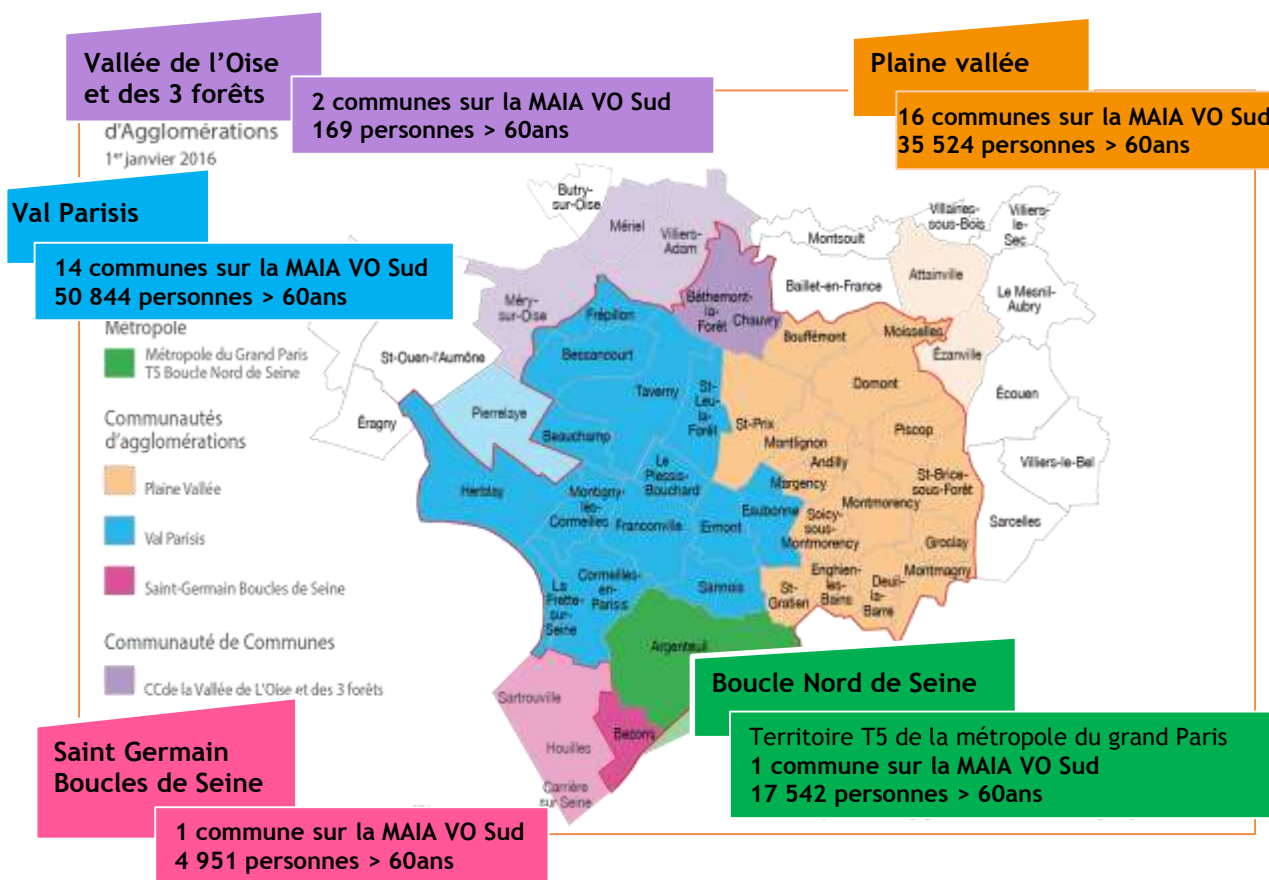 Vallée de l'Oise
et des 3 forêts
2 communes sur la MAIA VO Sud
169 personnes > 60ans
Plaine vallée
16 communes sur la MAIA VO Sud
35 524 personnes > 60ans
d'Agglomérations
1er janvier 2016
Val Parisis
14 communes sur la MAIA VO Sud
50 844 personnes > 60ans
Métropole
Métropole du Grand Paris
T5 Boucle Nord de Seine
Communautés
d'agglomérations
Plaine Vallée
Val Parisis
Saint-Germain Boucles de Seine
Communauté de Communes
CCde la Vallée de L'Oise et des 3 forêts
Butry-
sur-Oise
Mériel
Villiers-
Adam
Montsoult
Villaines-
sous-Bois
Villiers-
le-
Sec
Attainville
Baillet-en-France
Le Mesnil-
Aubry
Méry-
sur-Oise
Frépillon
Béthemont-
la-
Forêt
Chauvry
Bouffémont
Moisselles
Ézanville
St-Ouen-l'Aumône
Bessancourt
Domont
Écouen
Taverny
St-
Leu-
la-
Forêt
Éragny
Pierrelaye
Beauchamp
St-Prix
Montlignon
Piscop
Andilly
Villiers-le-Bel
Le
Plessis-
Bouchard
Margency
St-Brice-
sous-Forêt
Herblay
Montigny-
lès-
Cormeilles
Franconville
Ermont
Eaubonne
Soicy-
sous-
Montmorency
Montmorency
Sarcelles
Groslay
Montmagny
La
Frette-
sur-
Seine
Cormeilles-
en-
Parisis
Sannois
St-
Gratien
Enghien-
les-
Bains
Deuil-
la-
Barre
Argenteuil
Sartrouville
Houilles
Bezons
Carrière
sur Seine
Boucle Nord de Seine
Territoire T5 de la métropole du grand Paris
1 commune sur la MAIA VO Sud
17 542 personnes > 60ans
Saint Germain
Boucles de Seine
1 commune sur la MAIA VO Sud
4 951 personnes > 60ans